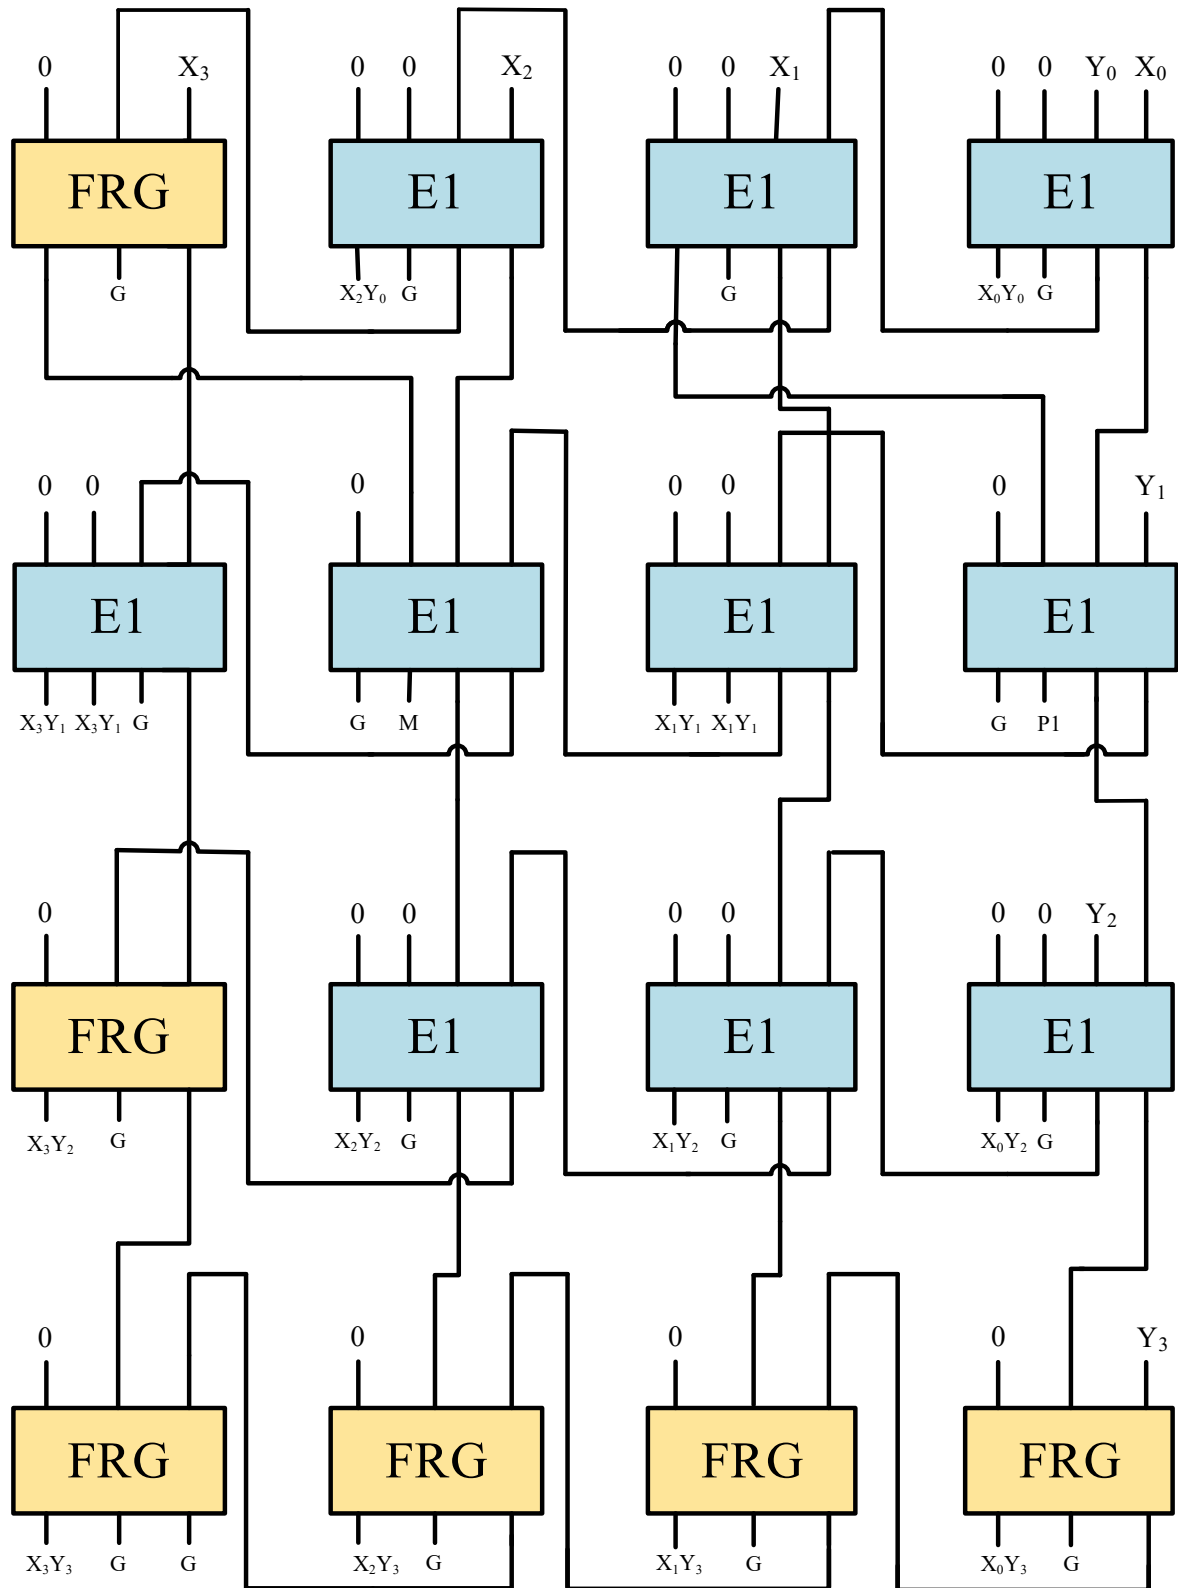 0 X₃ 0 0 X₂ 0 0 X₁ 0 0 Y₀ X₀
FRG E1 E1 E1
G X₂Y₀ G G X₀Y₀ G
0 0 0 0 0 0 Y₁
E1 E1 E1 E1
X₃Y₁ X₃Y₁ G G M X₁Y₁ X₁Y₁ G P1
0 0 0 0 0 0 0 Y₂
FRG E1 E1 E1
X₃Y₂ G X₂Y₂ G X₁Y₂ G X₀Y₂ G
0 0 0 0 Y₃
FRG FRG FRG FRG
X₃Y₃ G G X₂Y₃ G X₁Y₃ G X₀Y₃ G